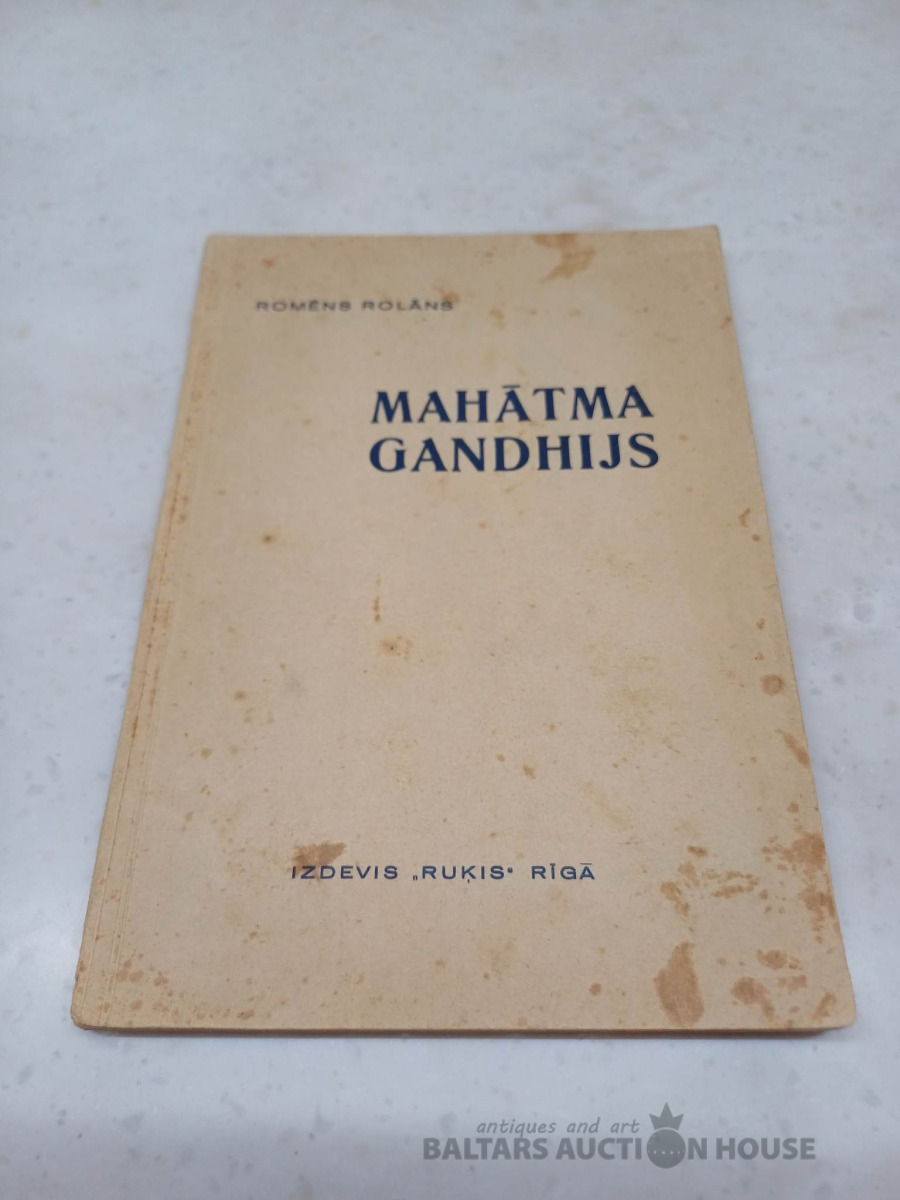 ROMĒNS ROLĀNS
MAHĀTMA
GANDHIJS
IZDEVIS „RUĶIS“ RĪGĀ
antiques and art
BALTARS AUCTION HOUSE